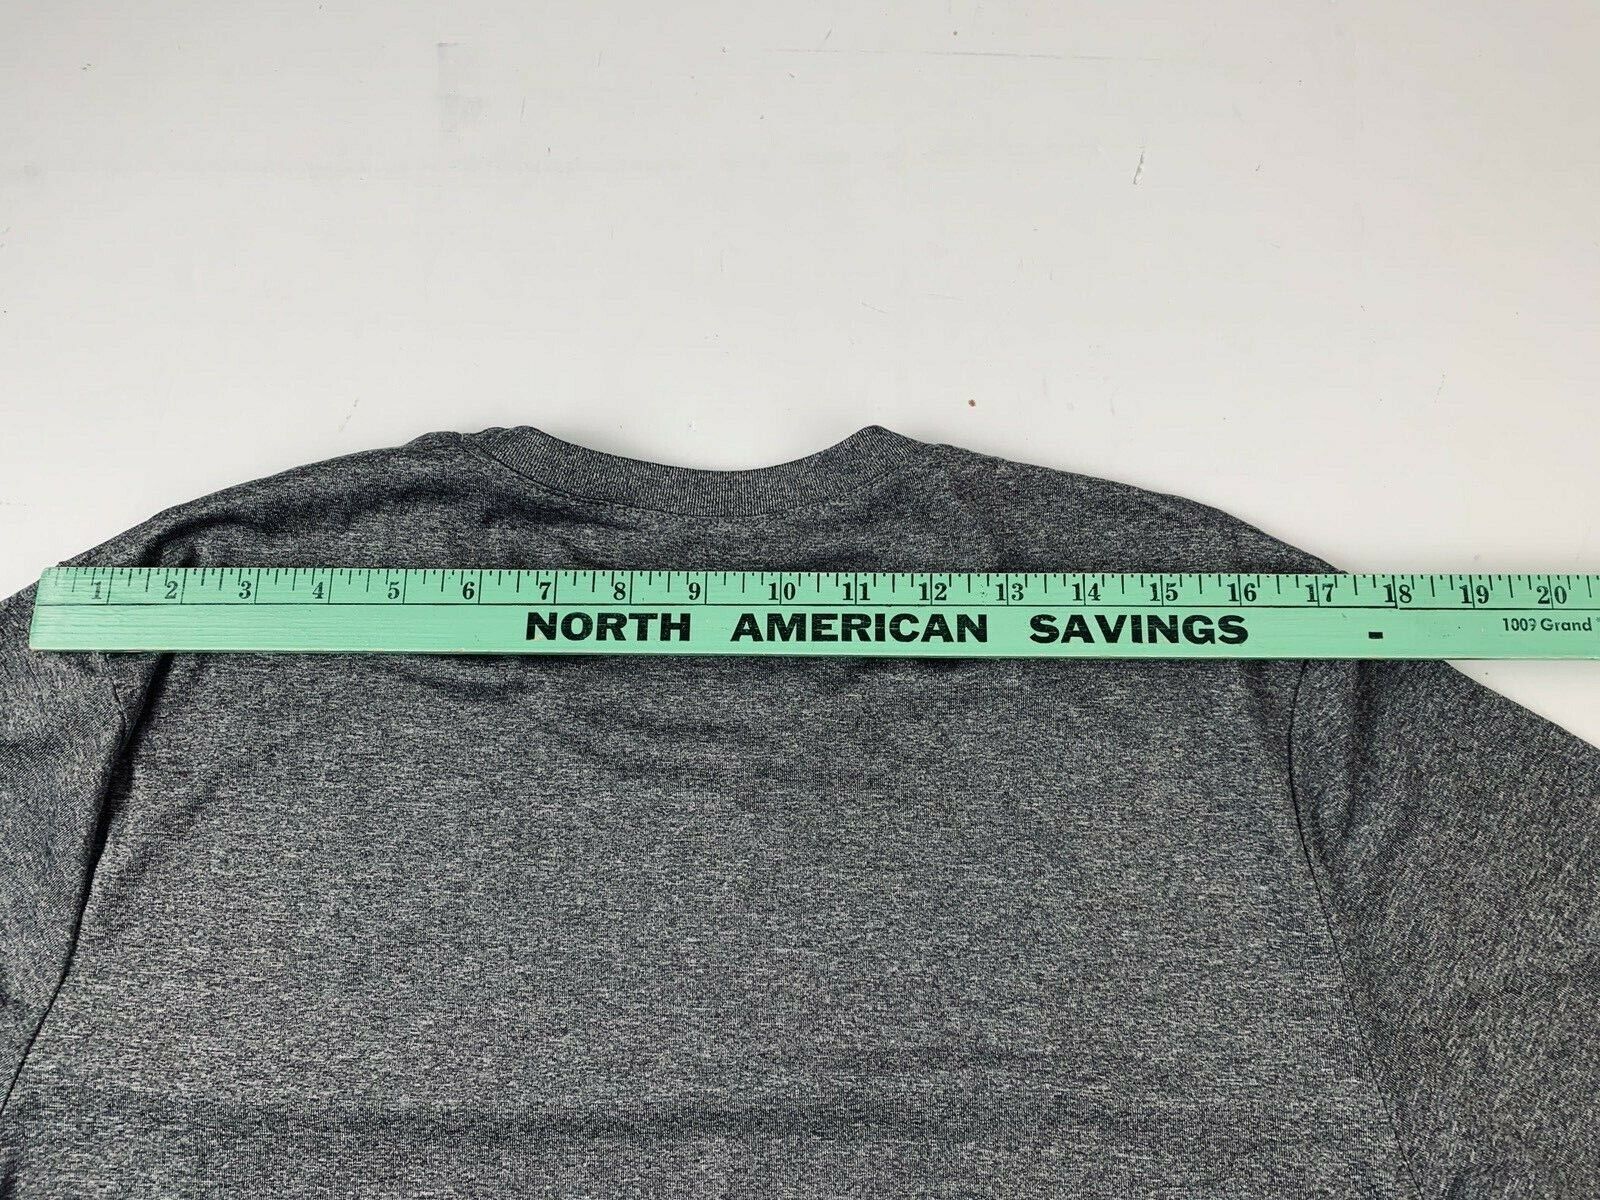 1 2 3 4 5 6 7 8 9 10 11 12 13 14 15 16 17 18 19 20
NORTH AMERICAN SAVINGS -
1009 Grand